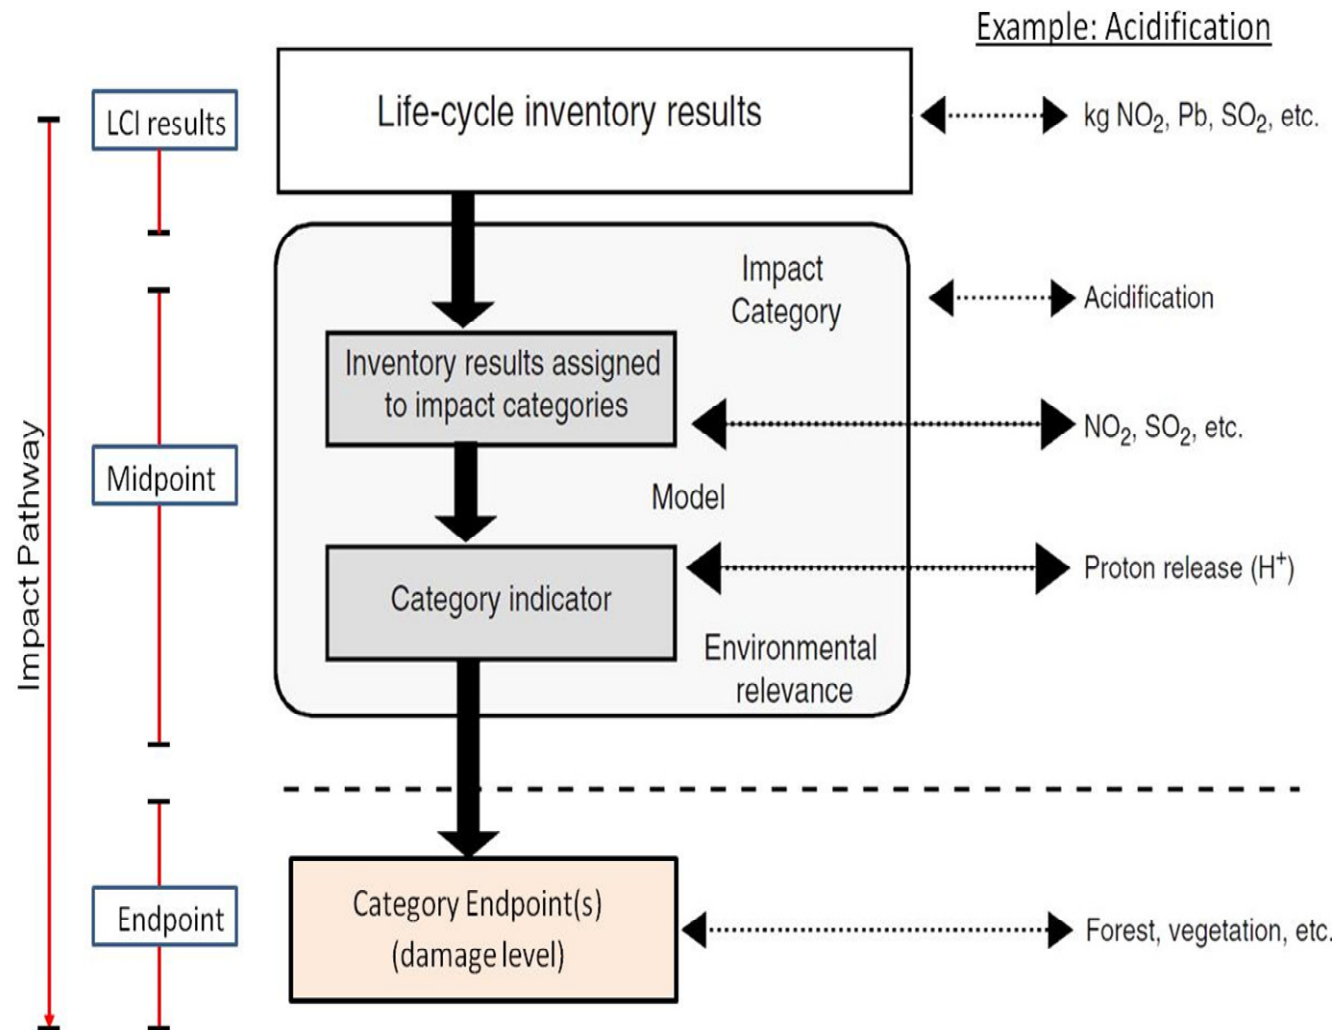 Example: Acidification
LCI results
Life-cycle inventory results
kg NO₂, Pb, SO₂, etc.
Impact
Category
Acidification
Inventory results assigned
to impact categories
NO₂, SO₂, etc.
Impact Pathway
Midpoint
Model
Category indicator
Proton release (H⁺)
Environmental
relevance
Endpoint
Category Endpoint(s)
(damage level)
Forest, vegetation, etc.